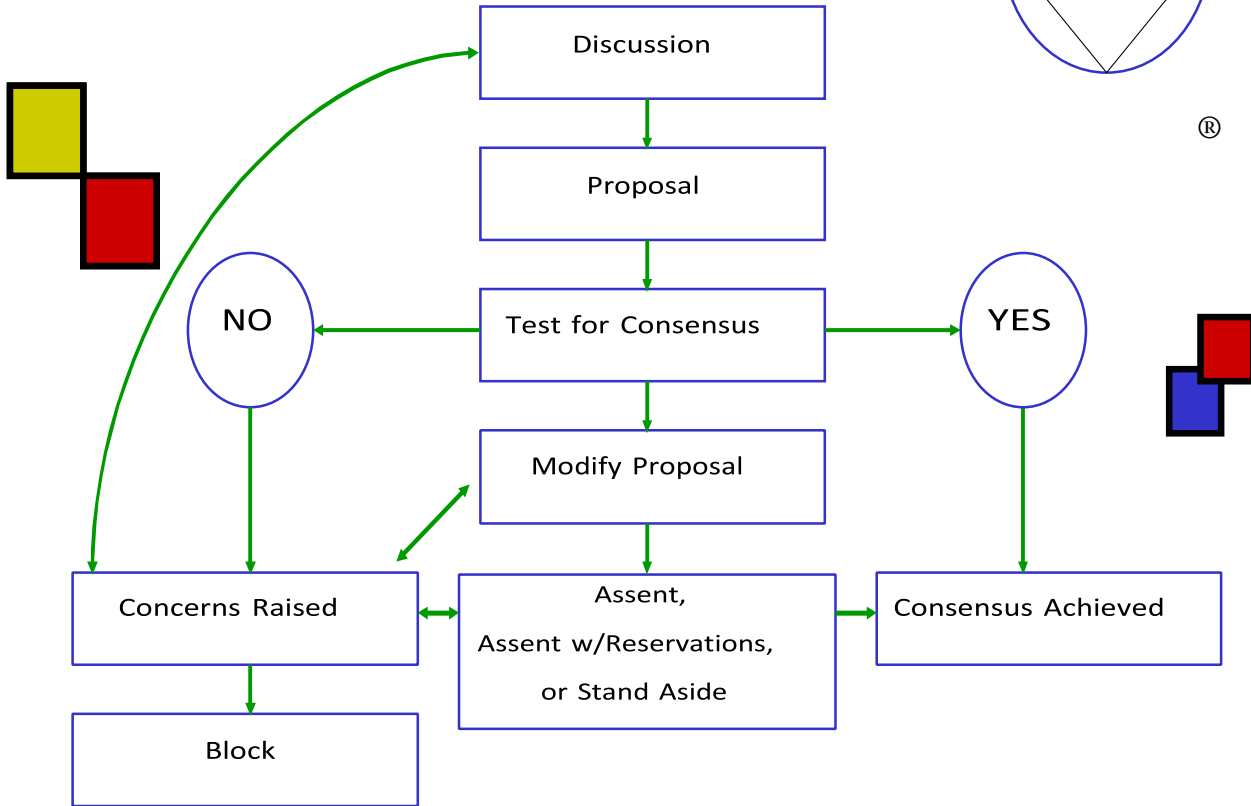 Discussion
®
Proposal
NO
Test for Consensus
YES
Modify Proposal
Concerns Raised
Assent,
Assent w/Reservations,
or Stand Aside
Consensus Achieved
Block